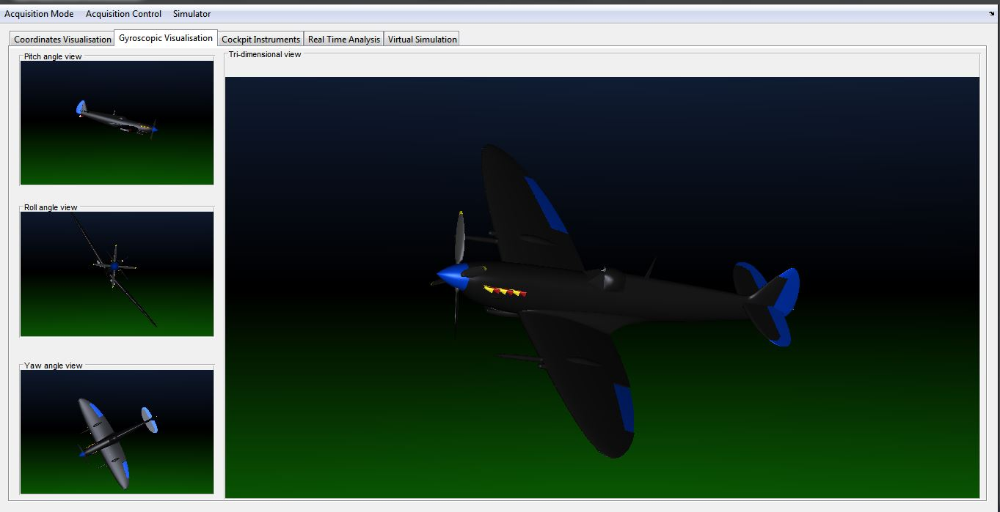 Acquisition Mode Acquisition Control Simulator
Coordinates Visualisation Gyroscopic Visualisation Cockpit Instruments Real Time Analysis Virtual Simulation
Pitch angle view
Tri-dimensional view
Roll angle view
Yaw angle view